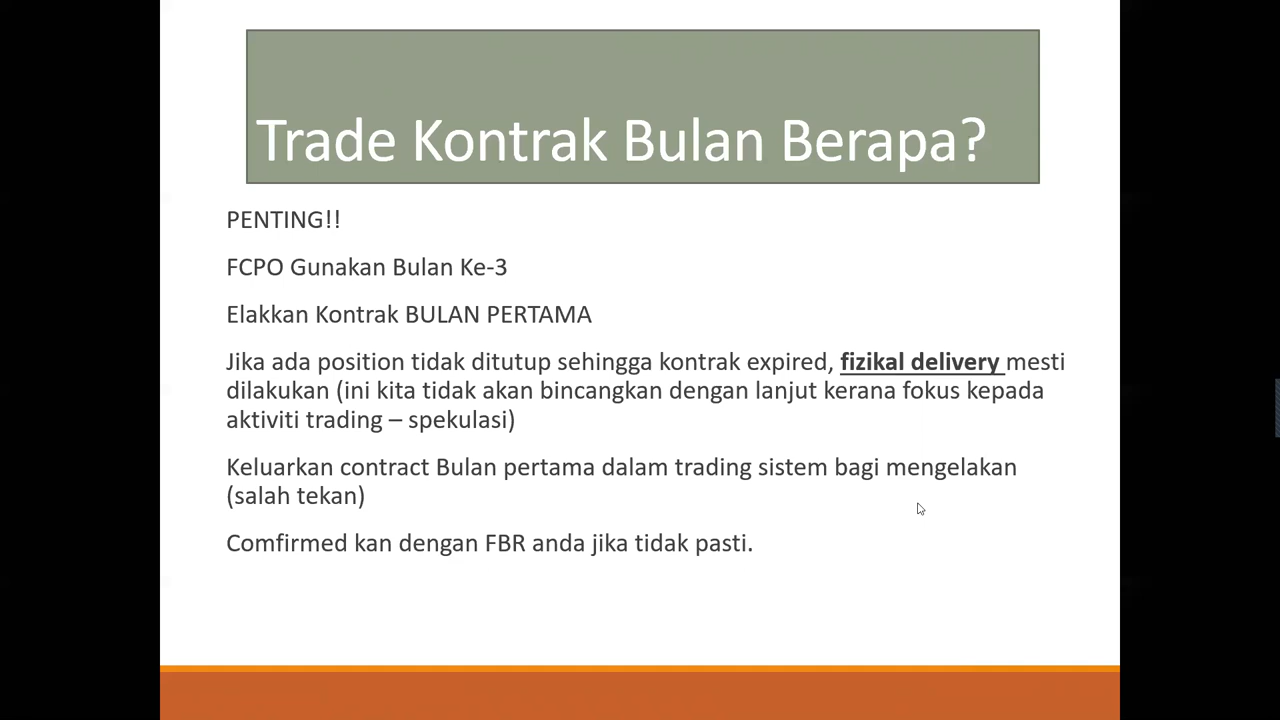 Trade Kontrak Bulan Berapa?
PENTING!!
FCPO Gunakan Bulan Ke-3
Elakkan Kontrak BULAN PERTAMA
Jika ada position tidak ditutup sehingga kontrak expired, fizikal delivery mesti
dilakukan (ini kita tidak akan bincangkan dengan lanjut kerana fokus kepada
aktiviti trading – spekulasi)
Keluarkan contract Bulan pertama dalam trading sistem bagi mengelakan
(salah tekan)
Comfirmed kan dengan FBR anda jika tidak pasti.